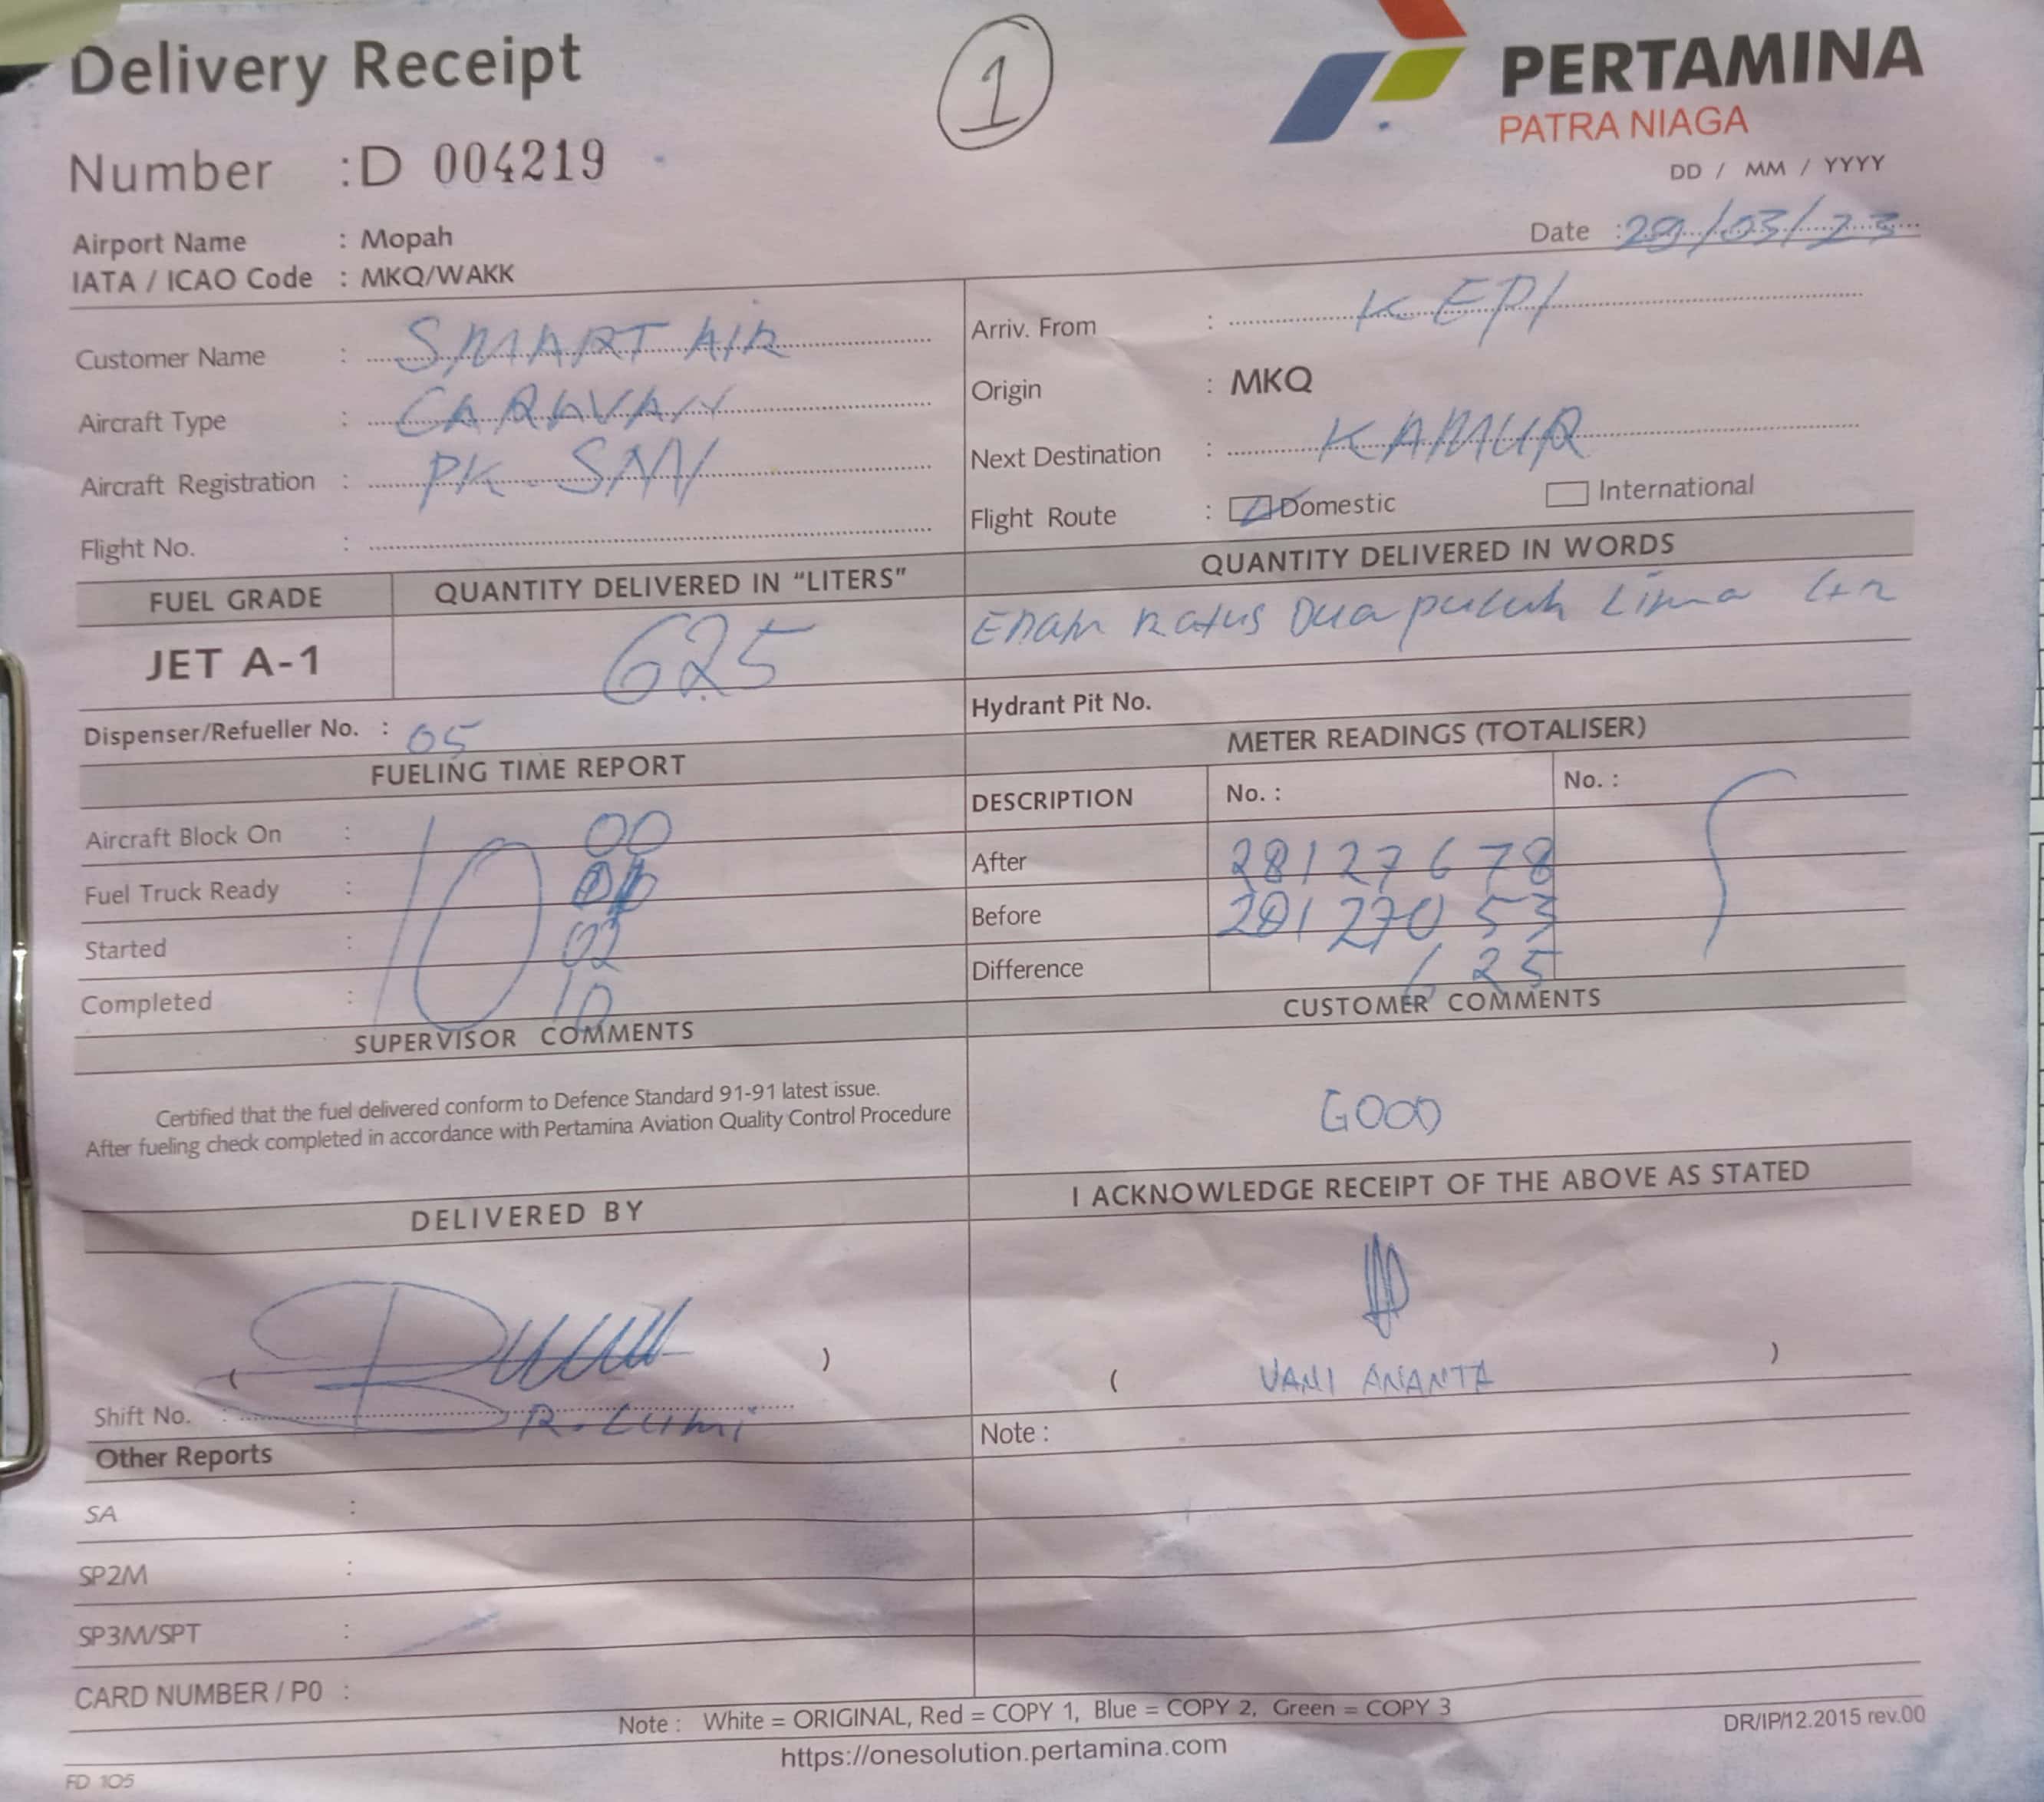 Delivery Receipt
1
PERTAMINA
PATRA NIAGA
Number : D 004219
DD / MM / YYYY
Airport Name : Mopah
Date : 29/03/23
IATA / ICAO Code : MKQ/WAKK
Customer Name : SMART AIR
Aircraft Type : CARAVAN
Aircraft Registration : PK-SNN
Flight No. :
Arriv. From : KEPI
Origin : MKQ
Next Destination : KAMUR
Flight Route : Domestic International
FUEL GRADE QUANTITY DELIVERED IN “LITERS”
JET A-1 625
QUANTITY DELIVERED IN WORDS
Enam Ratus Dua puluh Lima Ltr
Dispenser/Refueller No. : 05
Hydrant Pit No.
FUELING TIME REPORT
Aircraft Block On : 10 00
Fuel Truck Ready :
Started : 02
Completed : 10
METER READINGS (TOTALISER)
DESCRIPTION No. : No. :
After 28127678
Before 28127053
Difference 625
SUPERVISOR COMMENTS
Certified that the fuel delivered conform to Defence Standard 91-91 latest issue.
After fueling check completed in accordance with Pertamina Aviation Quality Control Procedure
CUSTOMER COMMENTS
GOOD
DELIVERED BY
( )
Shift No. : R. Lumi
I ACKNOWLEDGE RECEIPT OF THE ABOVE AS STATED
( VANI ANANTA )
Note :
Other Reports
SA :
SP2M :
SP3M/SPT :
CARD NUMBER / P0 :
Note : White = ORIGINAL, Red = COPY 1, Blue = COPY 2, Green = COPY 3
DR/IP/12.2015 rev.00
https://onesolution.pertamina.com
FD 105